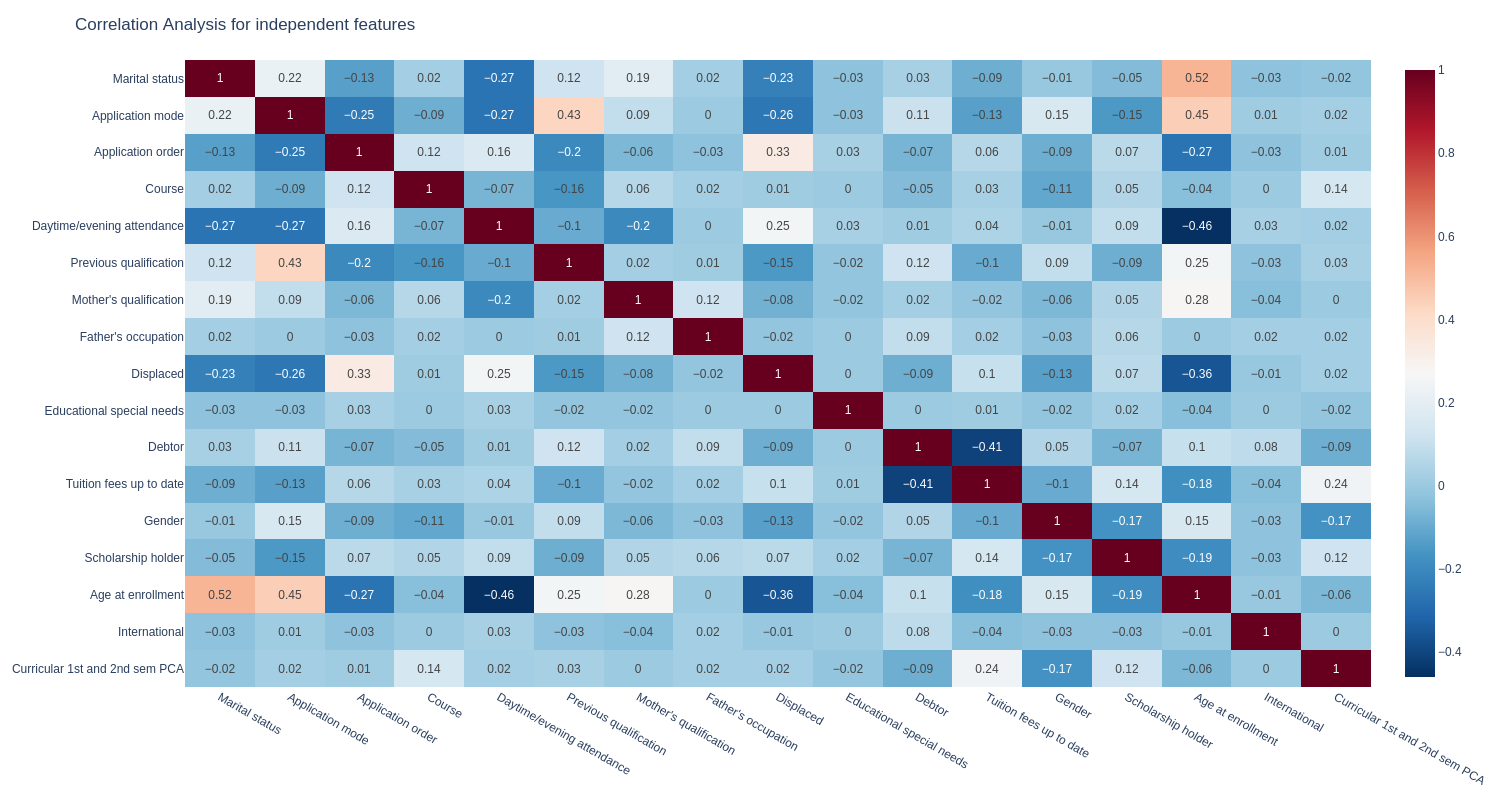 Correlation Analysis for independent features
Marital status 1 0.22 −0.13 0.02 −0.27 0.12 0.19 0.02 −0.23 −0.03 0.03 −0.09 −0.01 −0.05 0.52 −0.03 −0.02
Application mode 0.22 1 −0.25 −0.09 −0.27 0.43 0.09 0 −0.26 −0.03 0.11 −0.13 0.15 −0.15 0.45 0.01 0.02
Application order −0.13 −0.25 1 0.12 0.16 −0.2 −0.06 −0.03 0.33 0.03 −0.07 0.06 −0.09 0.07 −0.27 −0.03 0.01
Course 0.02 −0.09 0.12 1 −0.07 −0.16 0.06 0.02 0.01 0 −0.05 0.03 −0.11 0.05 −0.04 0 0.14
Daytime/evening attendance −0.27 −0.27 0.16 −0.07 1 −0.1 −0.2 0 0.25 0.03 0.01 0.04 −0.01 0.09 −0.46 0.03 0.02
Previous qualification 0.12 0.43 −0.2 −0.16 −0.1 1 0.02 0.01 −0.15 −0.02 0.12 −0.1 0.09 −0.09 0.25 −0.03 0.03
Mother's qualification 0.19 0.09 −0.06 0.06 −0.2 0.02 1 0.12 −0.08 −0.02 0.02 −0.02 −0.06 0.05 0.28 −0.04 0
Father's occupation 0.02 0 −0.03 0.02 0 0.01 0.12 1 −0.02 0 0.09 0.02 −0.03 0.06 0 0.02 0.02
Displaced −0.23 −0.26 0.33 0.01 0.25 −0.15 −0.08 −0.02 1 0 −0.09 0.1 −0.13 0.07 −0.36 −0.01 0.02
Educational special needs −0.03 −0.03 0.03 0 0.03 −0.02 −0.02 0 0 1 0 0.01 −0.02 0.02 −0.04 0 −0.02
Debtor 0.03 0.11 −0.07 −0.05 0.01 0.12 0.02 0.09 −0.09 0 1 −0.41 0.05 −0.07 0.1 0.08 −0.09
Tuition fees up to date −0.09 −0.13 0.06 0.03 0.04 −0.1 −0.02 0.02 0.1 0.01 −0.41 1 −0.1 0.14 −0.18 −0.04 0.24
Gender −0.01 0.15 −0.09 −0.11 −0.01 0.09 −0.06 −0.03 −0.13 −0.02 0.05 −0.1 1 −0.17 0.15 −0.03 −0.17
Scholarship holder −0.05 −0.15 0.07 0.05 0.09 −0.09 0.05 0.06 0.07 0.02 −0.07 0.14 −0.17 1 −0.19 −0.03 0.12
Age at enrollment 0.52 0.45 −0.27 −0.04 −0.46 0.25 0.28 0 −0.36 −0.04 0.1 −0.18 0.15 −0.19 1 −0.01 −0.06
International −0.03 0.01 −0.03 0 0.03 −0.03 −0.04 0.02 −0.01 0 0.08 −0.04 −0.03 −0.03 −0.01 1 0
Curricular 1st and 2nd sem PCA −0.02 0.02 0.01 0.14 0.02 0.03 0 0.02 0.02 −0.02 −0.09 0.24 −0.17 0.12 −0.06 0 1
Marital status
Application mode
Application order
Course
Daytime/evening attendance
Previous qualification
Mother's qualification
Father's occupation
Displaced
Educational special needs
Debtor
Tuition fees up to date
Gender
Scholarship holder
Age at enrollment
International
Curricular 1st and 2nd sem PCA
1
0.8
0.6
0.4
0.2
0
−0.2
−0.4